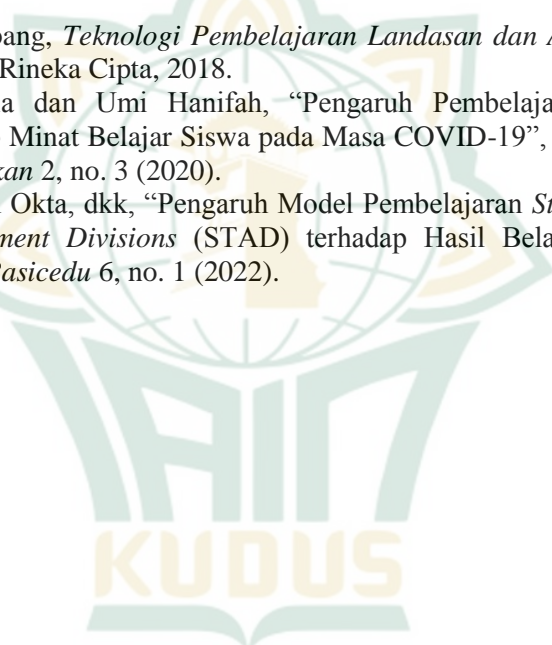 bang, Teknologi Pembelajaran Landasan dan A
Rineka Cipta, 2018.
a dan Umi Hanifah, “Pengaruh Pembelaja
Minat Belajar Siswa pada Masa COVID-19”,
kan 2, no. 3 (2020).
Okta, dkk, “Pengaruh Model Pembelajaran St
ment Divisions (STAD) terhadap Hasil Bela
Basicedu 6, no. 1 (2022).
IAIN
KUDUS